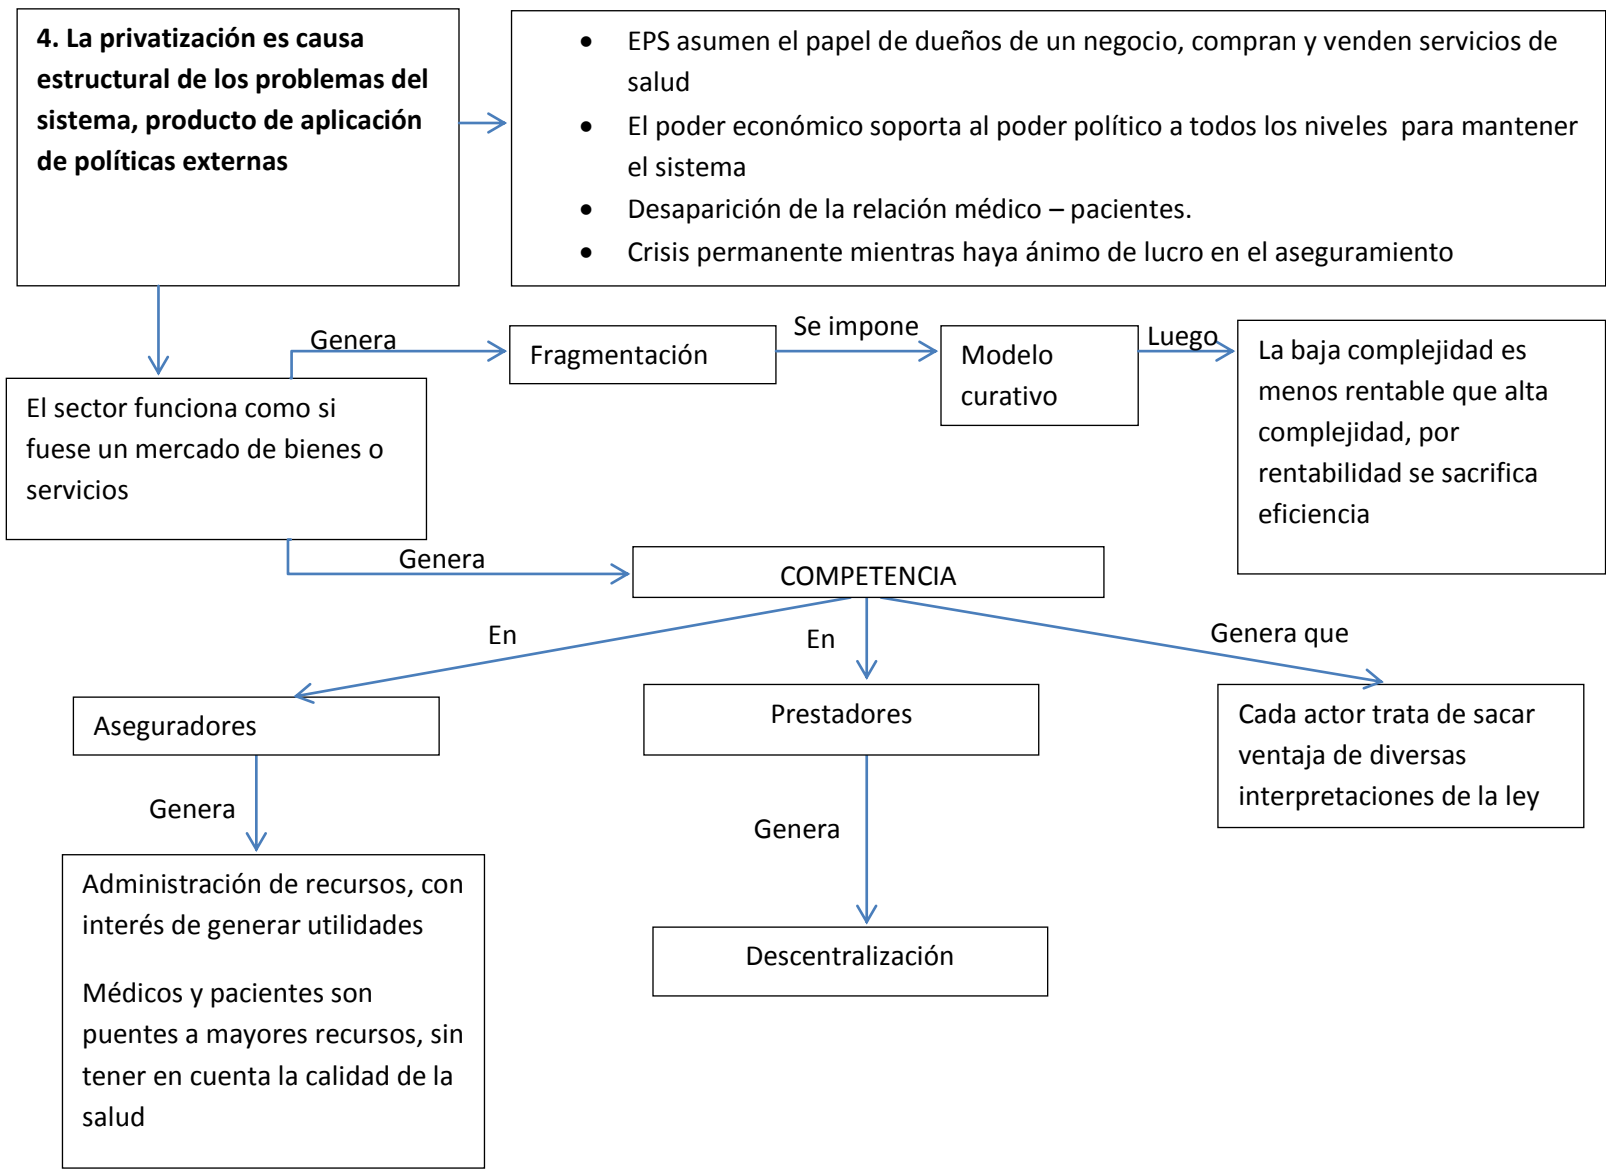 4. La privatización es causa
estructural de los problemas del
sistema, producto de aplicación
de políticas externas
• EPS asumen el papel de dueños de un negocio, compran y venden servicios de
salud
• El poder económico soporta al poder político a todos los niveles para mantener
el sistema
• Desaparición de la relación médico – pacientes.
• Crisis permanente mientras haya ánimo de lucro en el aseguramiento
Genera
Fragmentación
Se impone
Modelo
curativo
Luego
La baja complejidad es
menos rentable que alta
complejidad, por
rentabilidad se sacrifica
eficiencia
El sector funciona como si
fuese un mercado de bienes o
servicios
Genera
COMPETENCIA
En
En
Genera que
Aseguradores
Prestadores
Cada actor trata de sacar
ventaja de diversas
interpretaciones de la ley
Genera
Genera
Administración de recursos, con
interés de generar utilidades
Médicos y pacientes son
puentes a mayores recursos, sin
tener en cuenta la calidad de la
salud
Descentralización